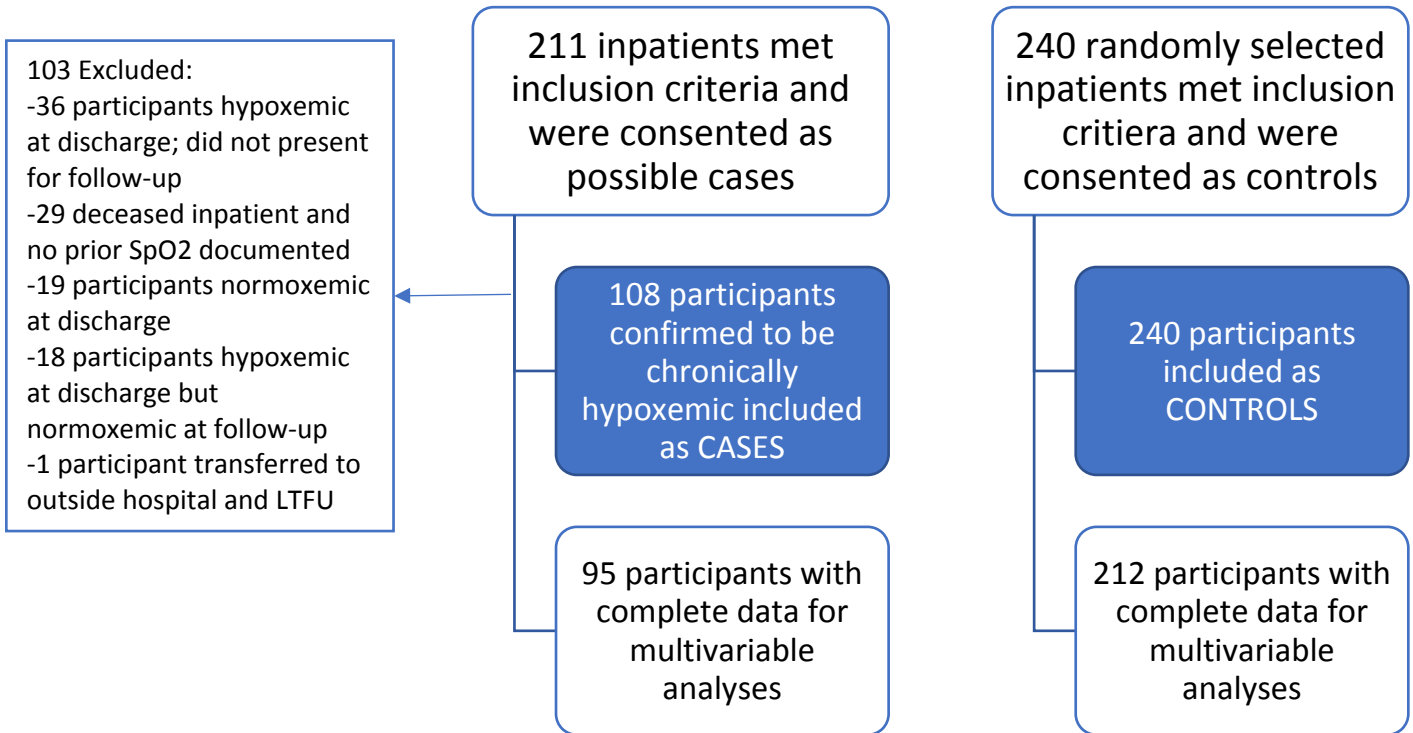 103 Excluded:
-36 participants hypoxemic
at discharge; did not present
for follow-up
-29 deceased inpatient and
no prior SpO2 documented
-19 participants normoxemic
at discharge
-18 participants hypoxemic
at discharge but
normoxemic at follow-up
-1 participant transferred to
outside hospital and LTFU
211 inpatients met
inclusion criteria and
were consented as
possible cases
108 participants
confirmed to be
chronically
hypoxemic included
as CASES
95 participants with
complete data for
multivariable
analyses
240 randomly selected
inpatients met inclusion
critiera and were
consented as controls
240 participants
included as
CONTROLS
212 participants with
complete data for
multivariable
analyses